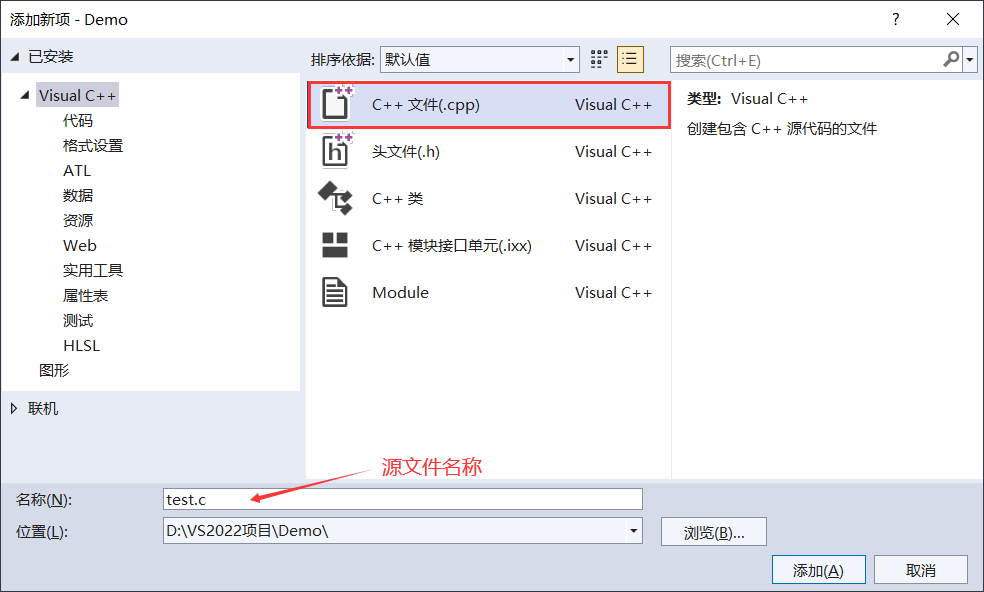 添加新项 - Demo
?
已安装
排序依据: 默认值
搜索(Ctrl+E)
Visual C++
代码
格式设置
ATL
数据
资源
Web
实用工具
属性表
测试
HLSL
图形
联机
C++ 文件(.cpp) Visual C++
头文件(.h) Visual C++
C++ 类 Visual C++
C++ 模块接口单元(.ixx) Visual C++
Module Visual C++
类型: Visual C++
创建包含 C++ 源代码的文件
源文件名称
名称(N): test.c
位置(L): D:\VS2022项目\Demo\
浏览(B)...
添加(A) 取消